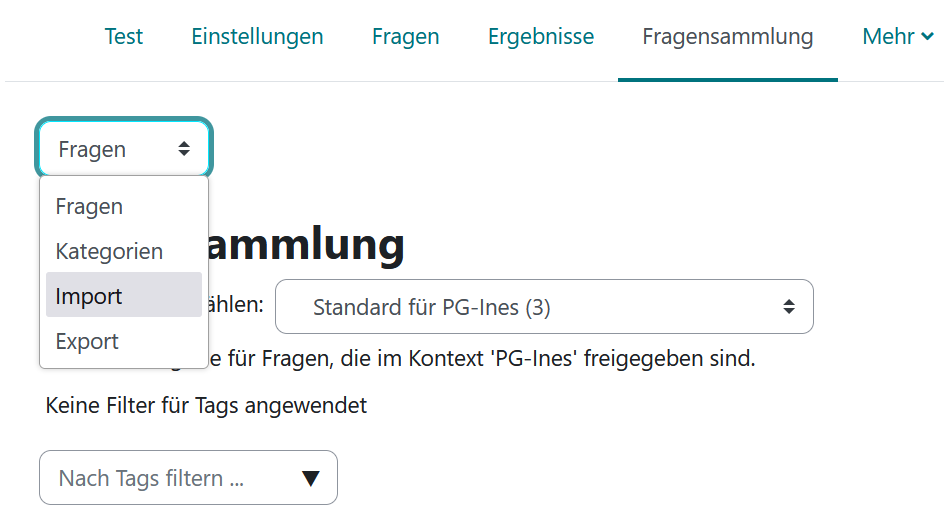 Test Einstellungen Fragen Ergebnisse Fragensammlung Mehr
Fragen
Fragen
Kategorien
Import
Export
ammlung
ählen: Standard für PG-Ines (3)
e für Fragen, die im Kontext 'PG-Ines' freigegeben sind.
Keine Filter für Tags angewendet
Nach Tags filtern ...